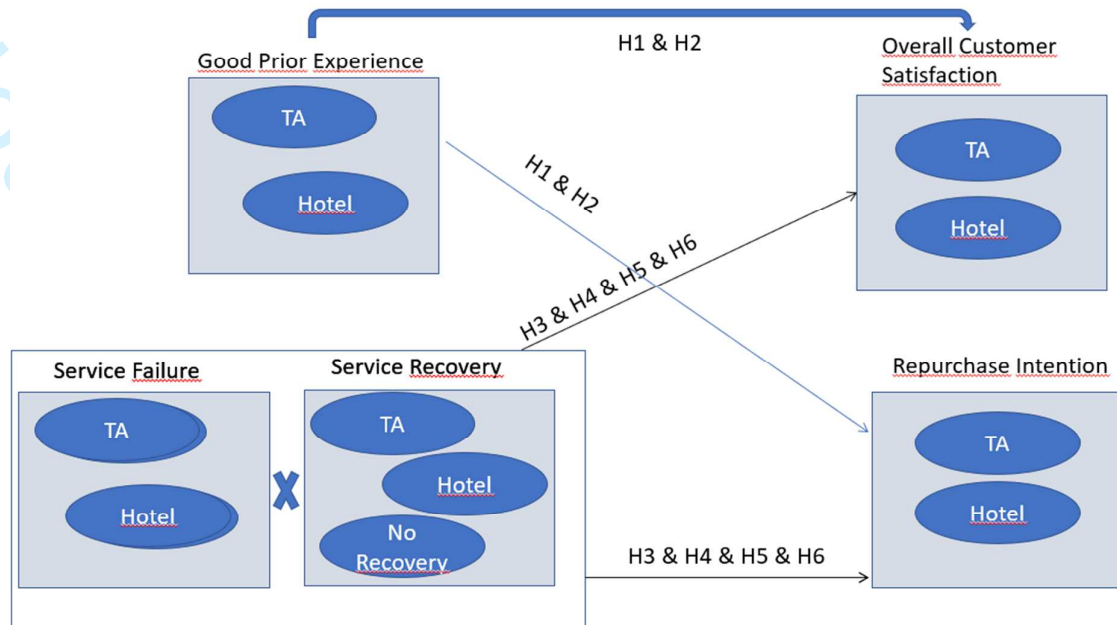 H1 & H2
Good Prior Experience
TA
Hotel
Overall Customer
Satisfaction
TA
Hotel
H1 & H2
H3 & H4 & H5 & H6
Service Failure
TA
Hotel
Service Recovery
TA
Hotel
No
Recovery
Repurchase Intention
TA
Hotel
H3 & H4 & H5 & H6